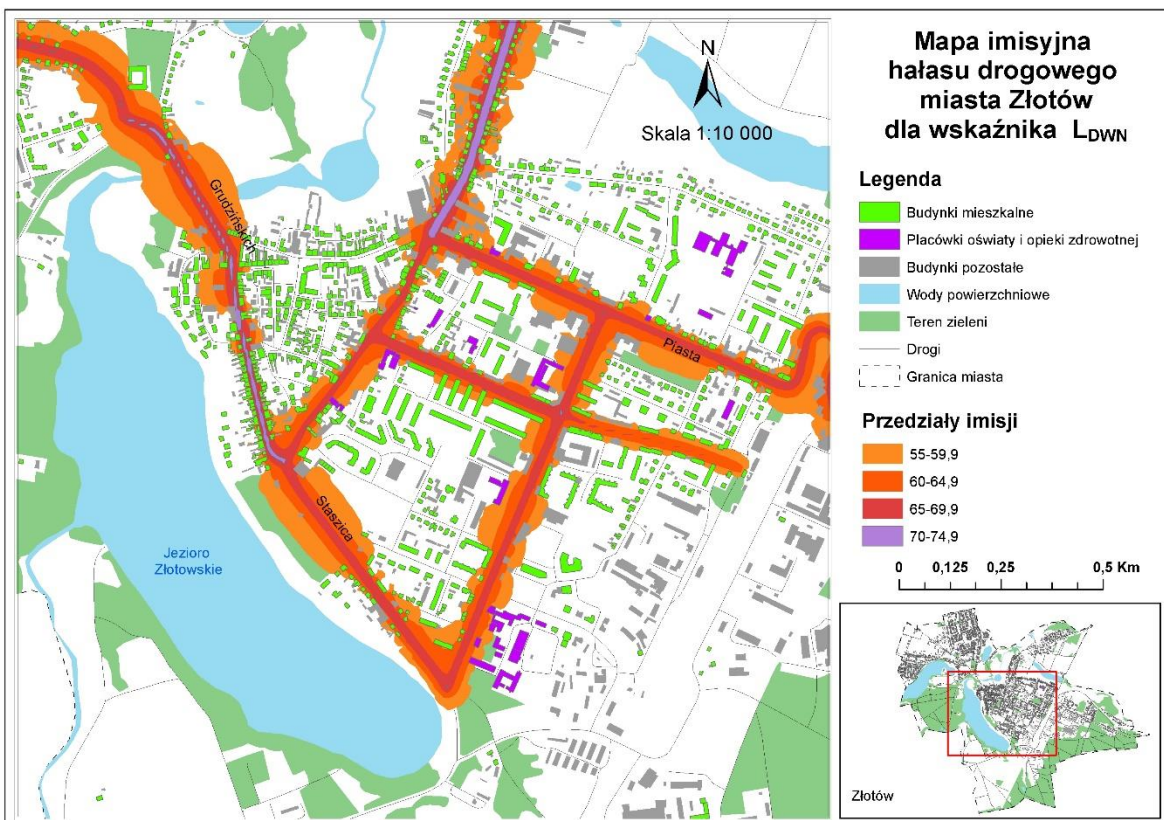 Mapa imisyjna
hałasu drogowego
miasta Złotów
dla wskaźnika LDWN
N
Skala 1:10 000
Legenda
Budynki mieszkalne
Placówki oświaty i opieki zdrowotnej
Budynki pozostałe
Wody powierzchniowe
Teren zieleni
Drogi
Granica miasta
Przedziały imisji
55-59,9
60-64,9
65-69,9
70-74,9
0 0,125 0,25 0,5 Km
Grudzińskich
Piasta
Staszica
Jezioro
Złotowskie
Złotów